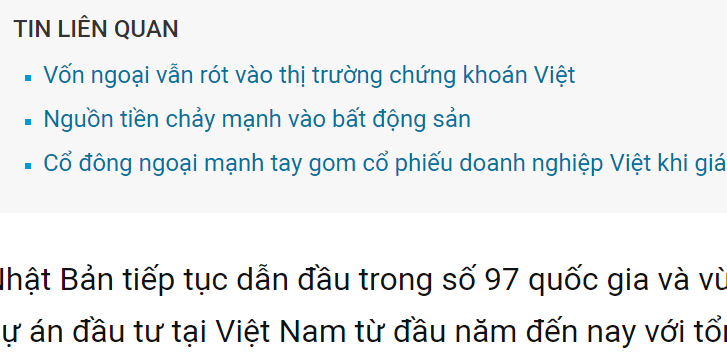 TIN LIÊN QUAN
Vốn ngoại vẫn rót vào thị trường chứng khoán Việt
Nguồn tiền chảy mạnh vào bất động sản
Cổ đông ngoại mạnh tay gom cổ phiếu doanh nghiệp Việt khi giá
Nhật Bản tiếp tục dẫn đầu trong số 97 quốc gia và
án đầu tư tại Việt Nam từ đầu năm đến nay với